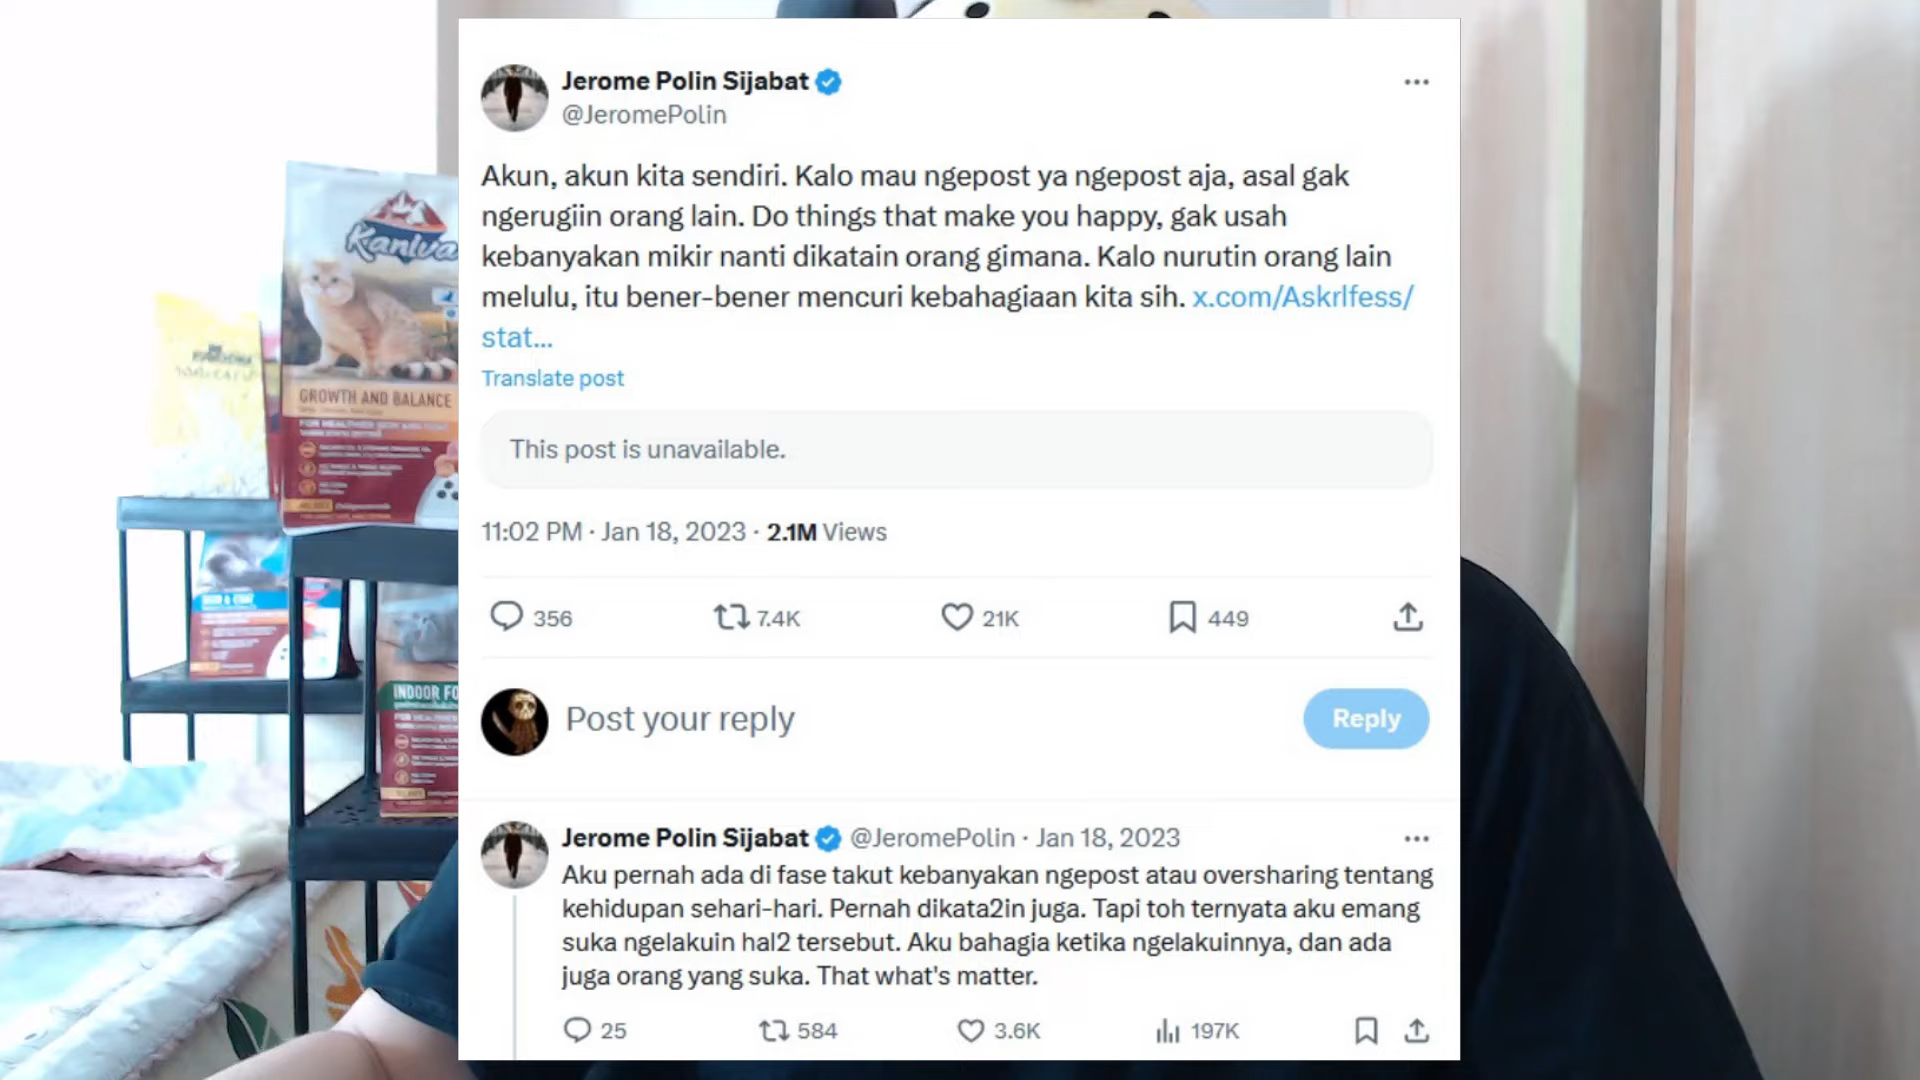 Jerome Polin Sijabat
@JeromePolin
Akun, akun kita sendiri. Kalo mau ngepost ya ngepost aja, asal gak
ngerugiin orang lain. Do things that make you happy, gak usah
kebanyakan mikir nanti dikatain orang gimana. Kalo nurutin orang lain
melulu, itu bener-bener mencuri kebahagiaan kita sih. x.com/Askrlfess/
stat...
Translate post
This post is unavailable.
11:02 PM · Jan 18, 2023 · 2.1M Views
356 7.4K 21K 449
Post your reply
Reply
Jerome Polin Sijabat @JeromePolin · Jan 18, 2023
Aku pernah ada di fase takut kebanyakan ngepost atau oversharing tentang
kehidupan sehari-hari. Pernah dikata2in juga. Tapi toh ternyata aku emang
suka ngelakuin hal2 tersebut. Aku bahagia ketika ngelakuinnya, dan ada
juga orang yang suka. That what's matter.
25 584 3.6K 197K
Kaniva
GROWTH AND BALANCE
INDOOR